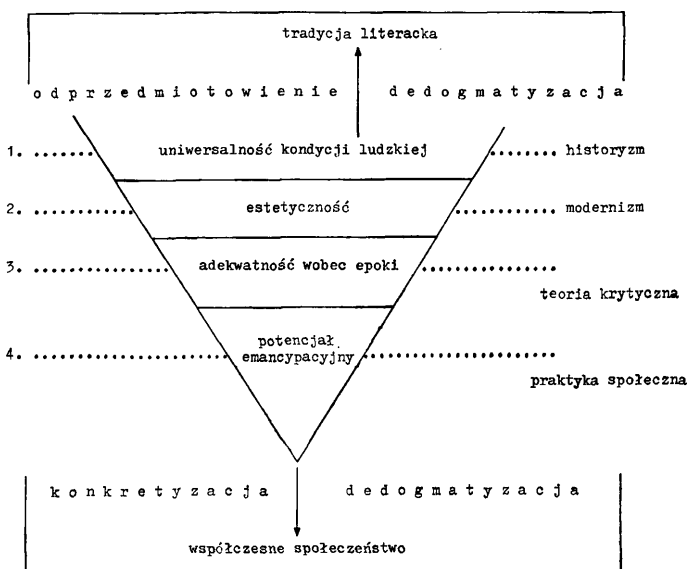 tradycja literacka
odprzedmiotowienie dedogmatyzacja
1. ........ uniwersalność kondycji ludzkiej ........ historyzm
2. ............. estetyczność ............ modernizm
3. .................. adekwatność wobec epoki .................
teoria krytyczna
potencjał
4. .......................... emancypacyjny .........................
praktyka społeczna
konkretyzacja dedogmatyzacja
współczesne społeczeństwo